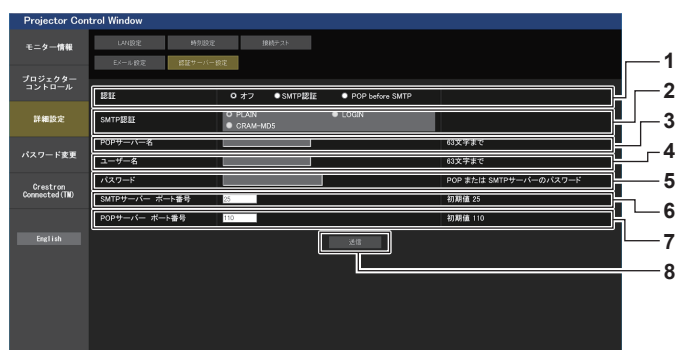 Projector Control Window
モニター情報
プロジェクター
コントロール
詳細設定
パスワード変更
Crestron
Connected(TM)
English
LAN設定 時刻設定 接続テスト
Eメール設定 認証サーバー設定
認証 オフ SMTP認証 POP before SMTP
SMTP認証 PLAIN LOGIN
CRAM-MD5
POPサーバー名 63文字まで
ユーザー名 63文字まで
パスワード POP または SMTPサーバーのパスワード
SMTPサーバー ポート番号 25 初期値 25
POPサーバー ポート番号 110 初期値 110
送信
1
2
3
4
5
6
7
8